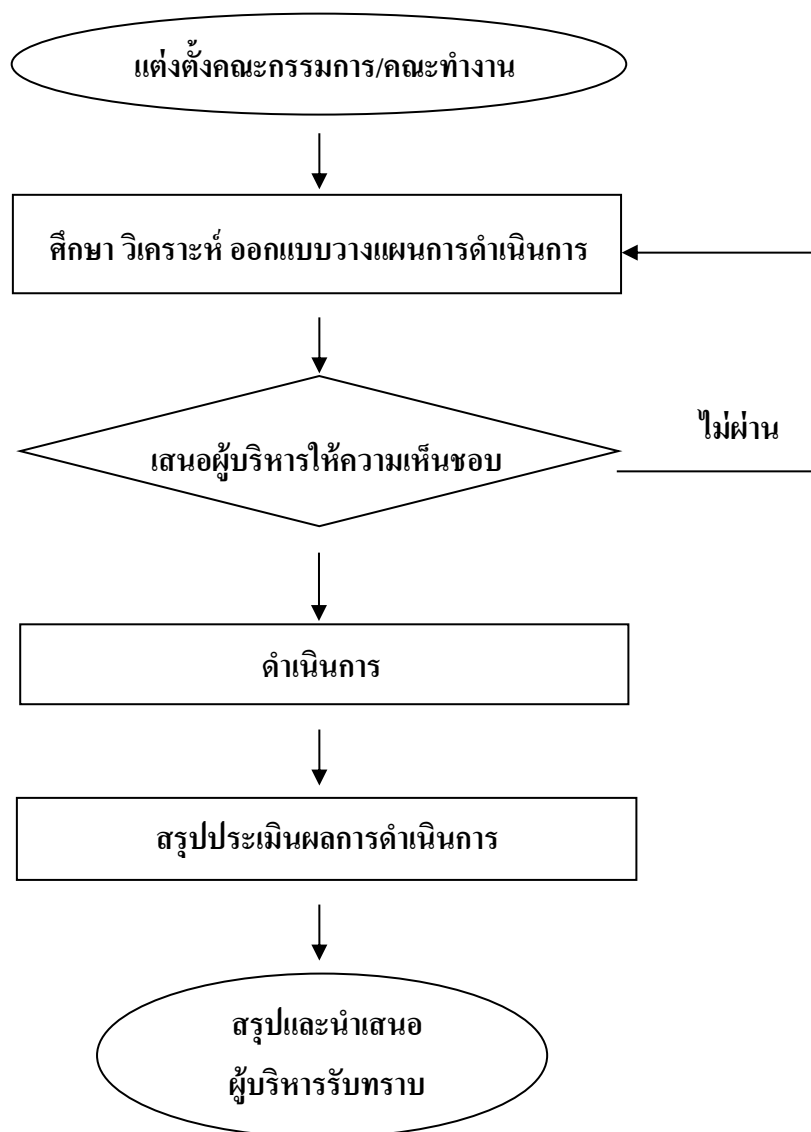 แต่งตั้งคณะกรรมการ/คณะทำงาน
ศึกษา วิเคราะห์ ออกแบบวางแผนการดำเนินการ
ไม่ผ่าน
เสนอผู้บริหารให้ความเห็นชอบ
ดำเนินการ
สรุปประเมินผลการดำเนินการ
สรุปและนำเสนอ
ผู้บริหารรับทราบ